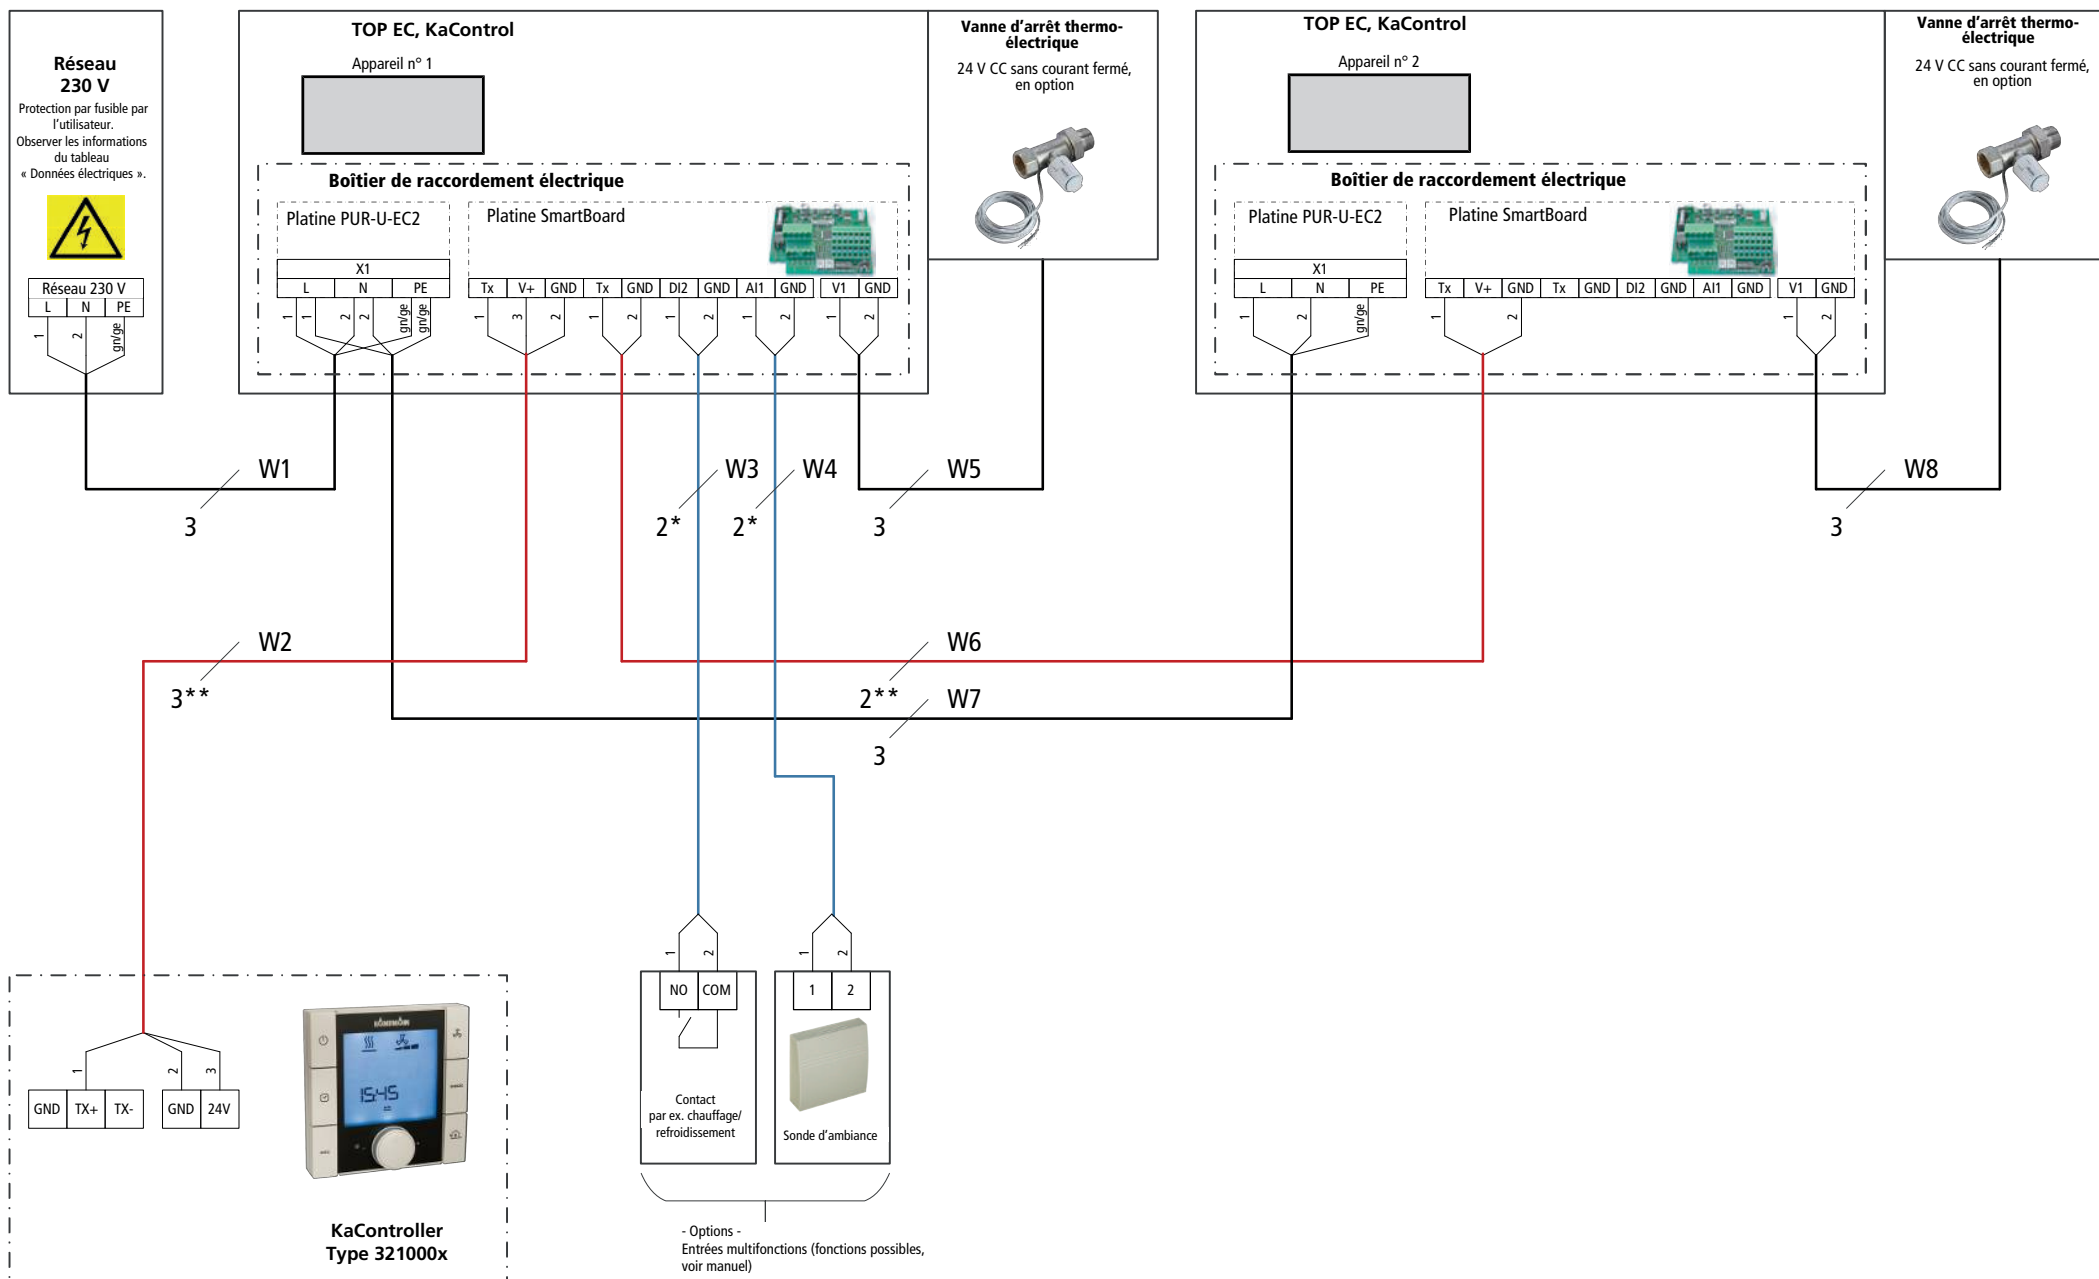 Réseau
230 V
Protection par fusible par
l'utilisateur.
Observer les informations
du tableau
« Données électriques ».
Réseau 230 V
L N PE
1 2 gn/ge
TOP EC, KaControl
Appareil n° 1
Boîtier de raccordement électrique
Platine PUR-U-EC2
Platine SmartBoard
X1
L N PE
Tx V+ GND Tx GND DI2 GND AI1 GND V1 GND
1 1 2 2 gn/ge gn/ge 1 3 2 1 2 1 2 1 2 1 2
Vanne d'arrêt thermo-
électrique
24 V CC sans courant fermé,
en option
TOP EC, KaControl
Appareil n° 2
Boîtier de raccordement électrique
Platine PUR-U-EC2
Platine SmartBoard
X1
L N PE
Tx V+ GND Tx GND DI2 GND AI1 GND V1 GND
1 2 gn/ge 1 2 1 2
Vanne d'arrêt thermo-
électrique
24 V CC sans courant fermé,
en option
W1
3
W3
2*
W4
2*
W5
3
W8
3
W2
3**
W6
2**
W7
3
1 2 3
GND TX+ TX- GND 24V
15:45
KaController
Type 321000x
1 2
NO COM
Contact
par ex. chauffage/
refroidissement
1 2
1 2
Sonde d'ambiance
- Options -
Entrées multifonctions (fonctions possibles,
voir manuel)